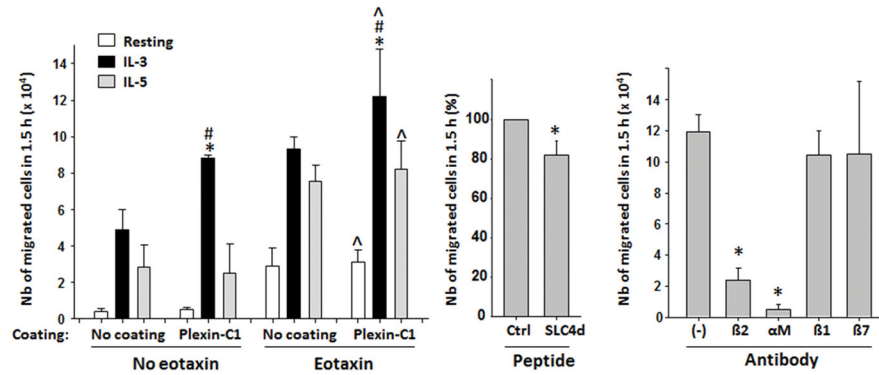 Nb of migrated cells in 1.5 h (x 10⁴)
14
12
10
8
6
4
2
0
Resting
IL-3
IL-5
^
#
*
#
*
^
^
Coating:
No coating
Plexin-C1
No coating
Plexin-C1
No eotaxin
Eotaxin
Nb of migrated cells in 1.5 h (%)
100
80
60
40
20
0
*
Ctrl
SLC4d
Peptide
Nb of migrated cells in 1.5 h (x 10⁴)
14
12
10
8
6
4
2
0
*
*
(-)
ß2
αM
ß1
ß7
Antibody